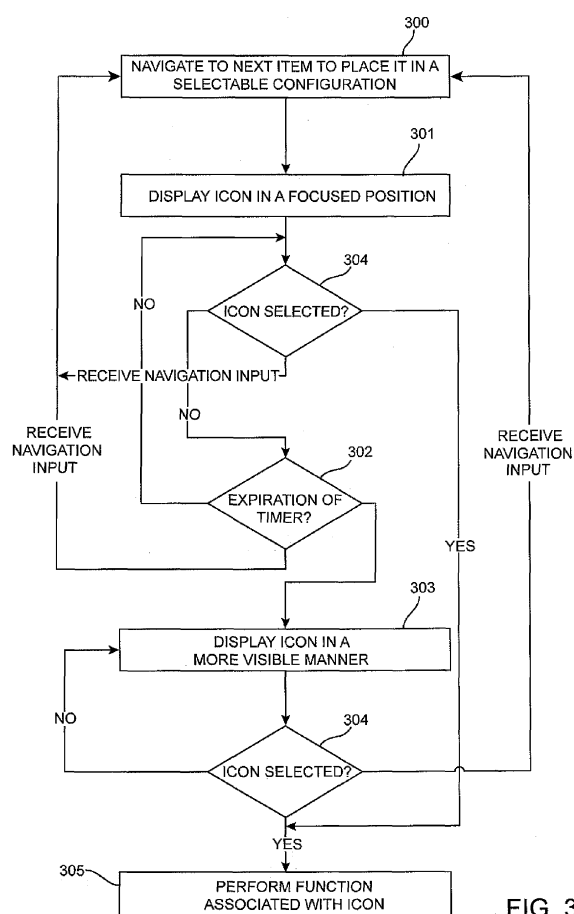 300
NAVIGATE TO NEXT ITEM TO PLACE IT IN A
SELECTABLE CONFIGURATION
301
DISPLAY ICON IN A FOCUSED POSITION
304
ICON SELECTED?
NO
RECEIVE NAVIGATION INPUT
NO
RECEIVE
NAVIGATION
INPUT
RECEIVE
NAVIGATION
INPUT
302
EXPIRATION OF
TIMER?
YES
303
DISPLAY ICON IN A
MORE VISIBLE MANNER
NO
304
ICON SELECTED?
YES
305
PERFORM FUNCTION
ASSOCIATED WITH ICON
FIG. 3